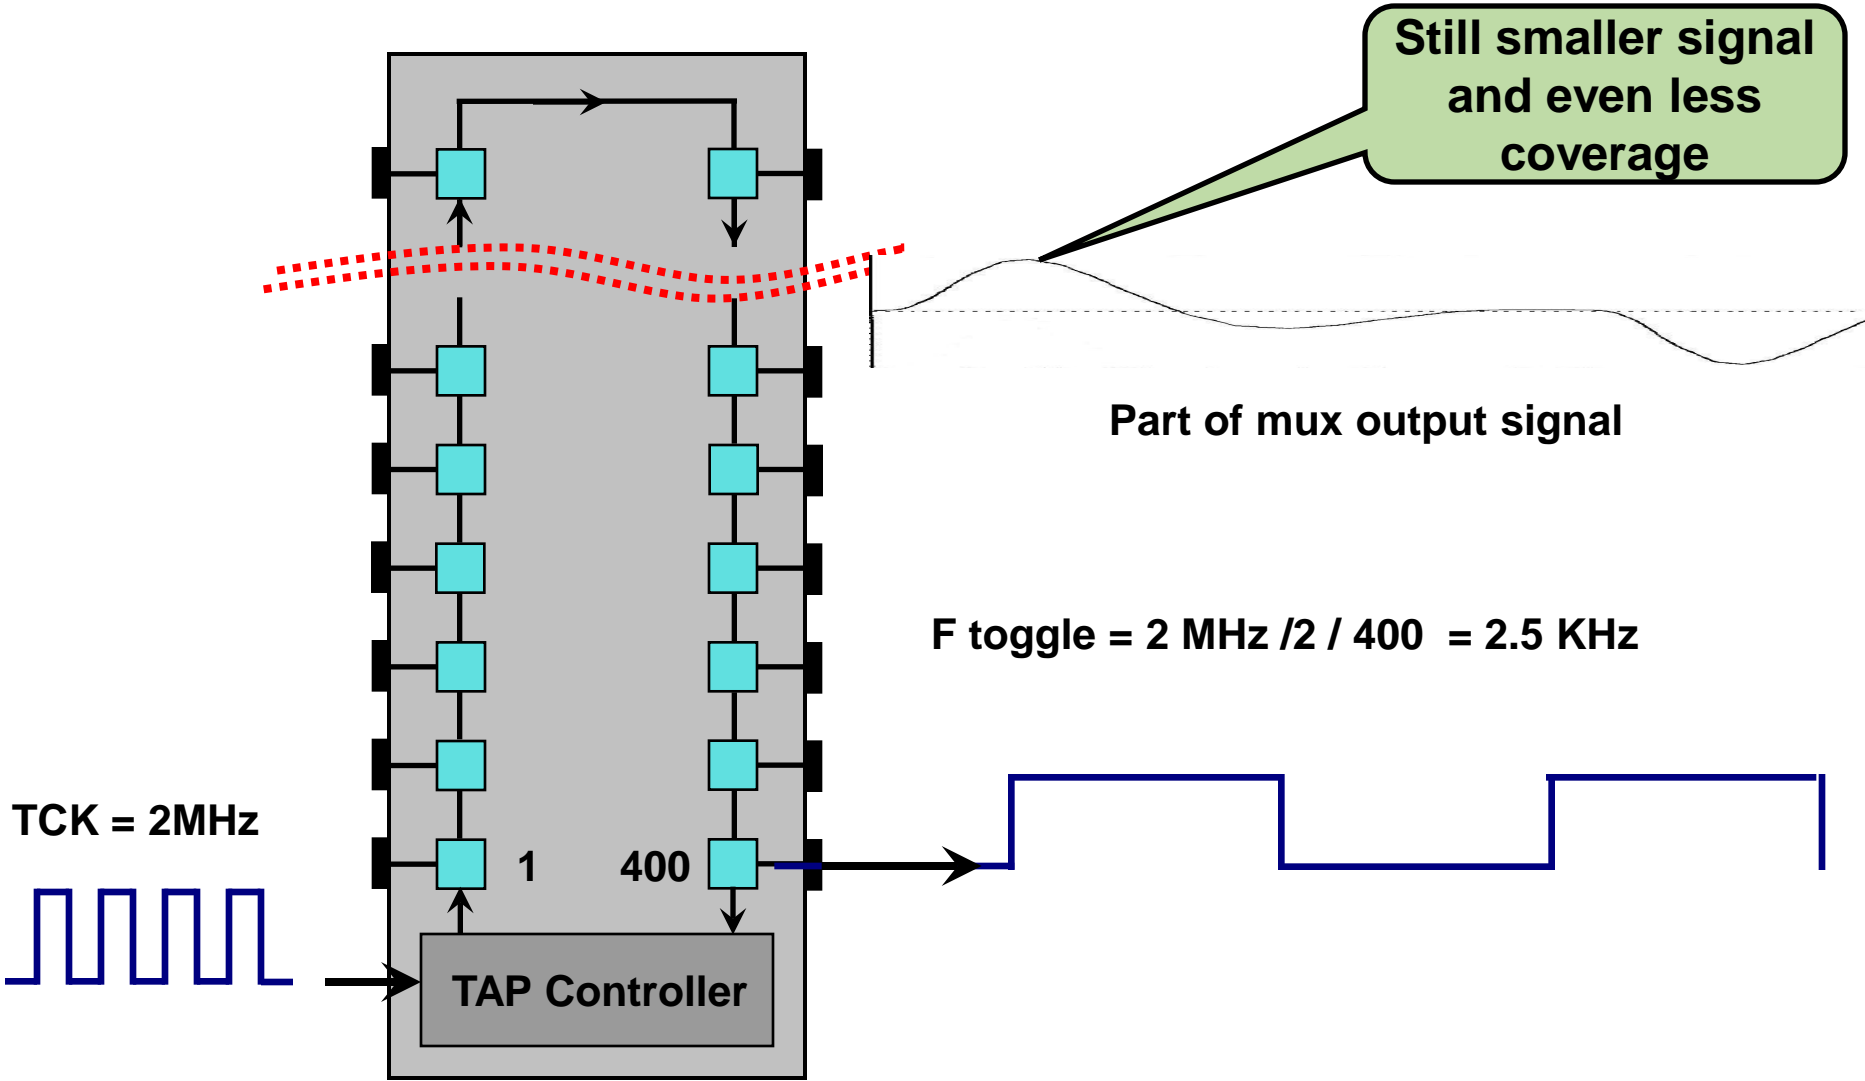 Still smaller signal
and even less
coverage
Part of mux output signal
F toggle = 2 MHz /2 / 400 = 2.5 KHz
TCK = 2MHz
1
400
TAP Controller